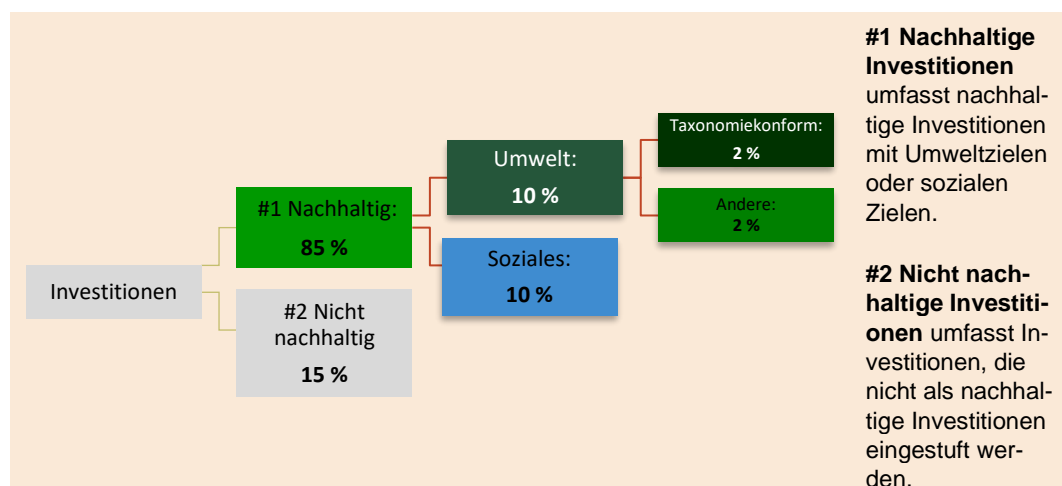 Investitionen
#1 Nachhaltig:
85 %
#2 Nicht
nachhaltig
15 %
Umwelt:
10 %
Soziales:
10 %
Taxonomiekonform:
2 %
Andere:
2 %
#1 Nachhaltige
Investitionen
umfasst nachhal-
tige Investitionen
mit Umweltzielen
oder sozialen
Zielen.
#2 Nicht nach-
haltige Investiti-
onen umfasst In-
vestitionen, die
nicht als nachhal-
tige Investitionen
eingestuft wer-
den.